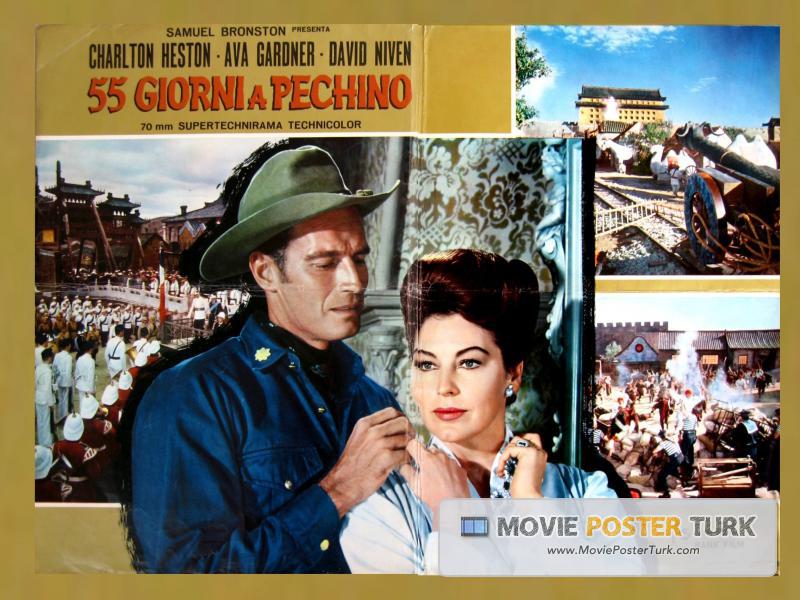 SAMUEL BRONSTON PRESENTA
CHARLTON HESTON · AVA GARDNER · DAVID NIVEN
55 GIORNI A PECHINO
70 mm SUPERTECHNIRAMA TECHNICOLOR
MOVIE POSTER TURK
www.MoviePosterTurk.com